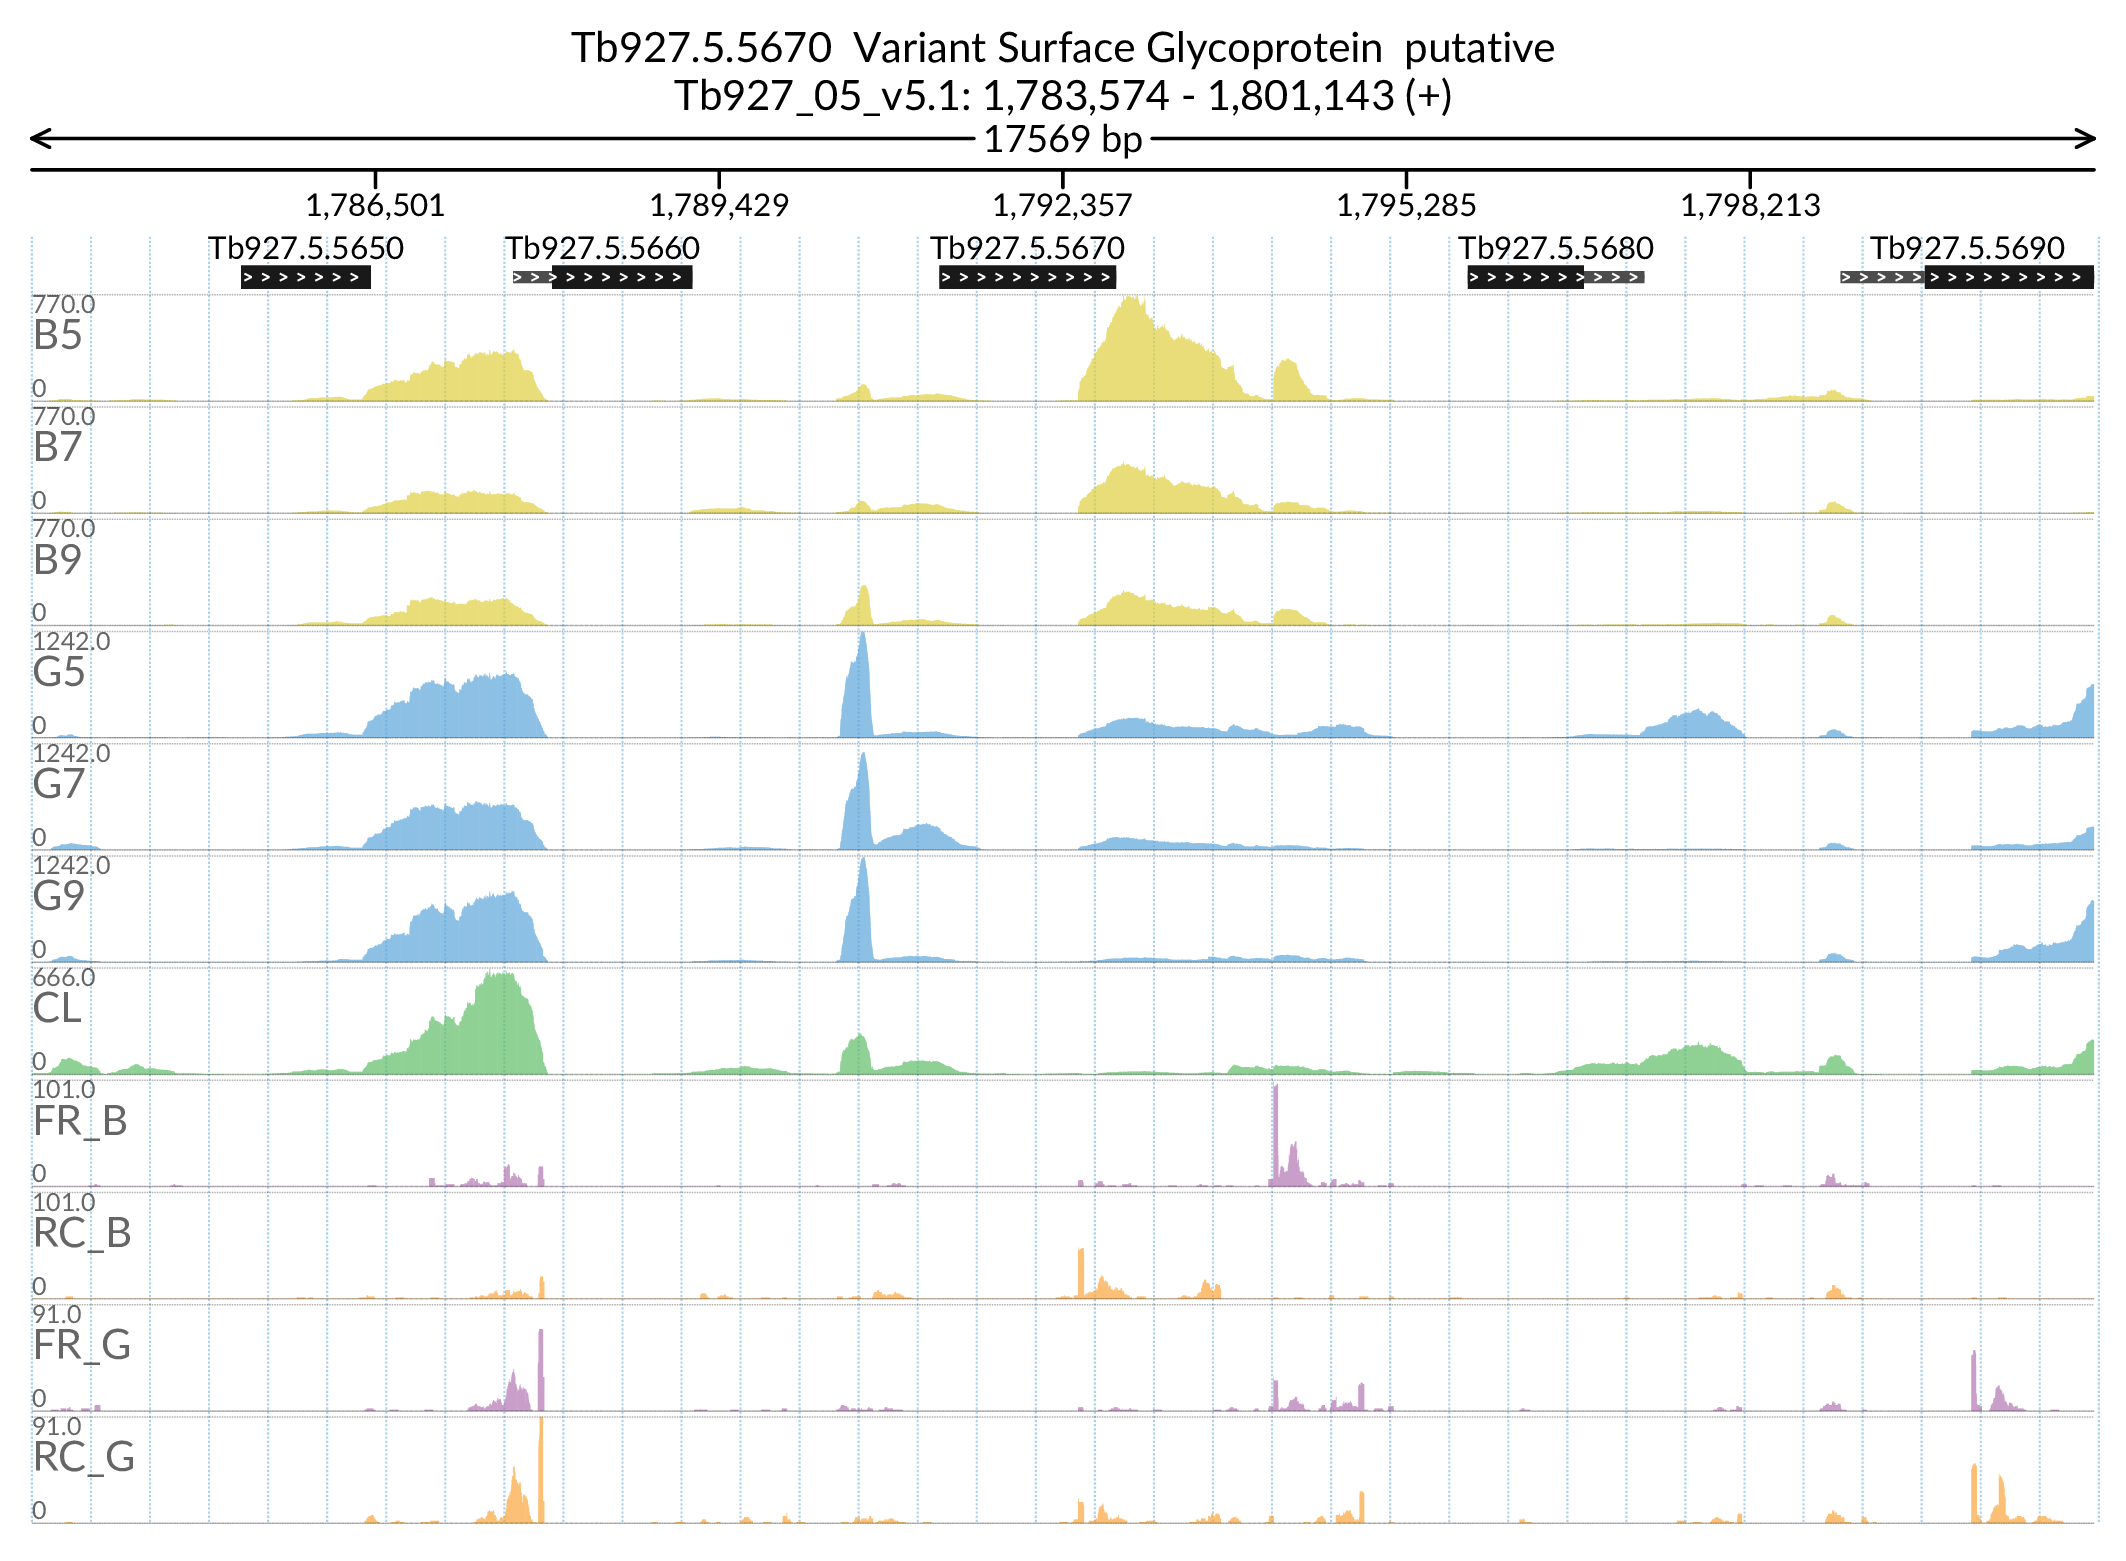 Tb927.5.5670  Variant Surface Glycoprotein  putative
Tb927_05_v5.1: 1,783,574 - 1,801,143 (+)
17569 bp
1,786,501 1,789,429 1,792,357 1,795,285 1,798,213
Tb927.5.5650 Tb927.5.5660 Tb927.5.5670 Tb927.5.5680 Tb927.5.5690
770.0
B5
0
770.0
B7
0
770.0
B9
0
1242.0
G5
0
1242.0
G7
0
1242.0
G9
0
666.0
CL
0
101.0
FR_B
0
101.0
RC_B
0
91.0
FR_G
0
91.0
RC_G
0